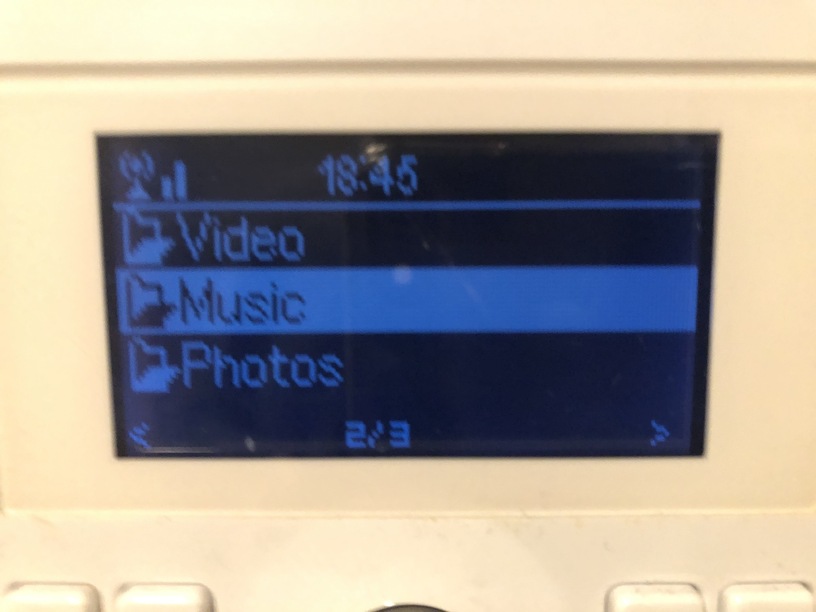 18:45
Video
Music
Photos
< 2/3 >